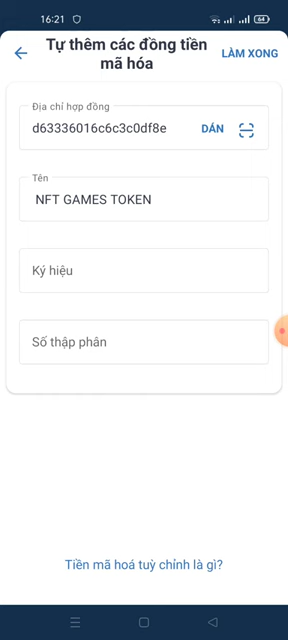 16:21
64
Tự thêm các đồng tiền
mã hóa
LÀM XONG
Địa chỉ hợp đồng
d63336016c6c3c0df8e
DÁN
Tên
NFT GAMES TOKEN
Ký hiệu
Số thập phân
Tiền mã hoá tuỳ chỉnh là gì?